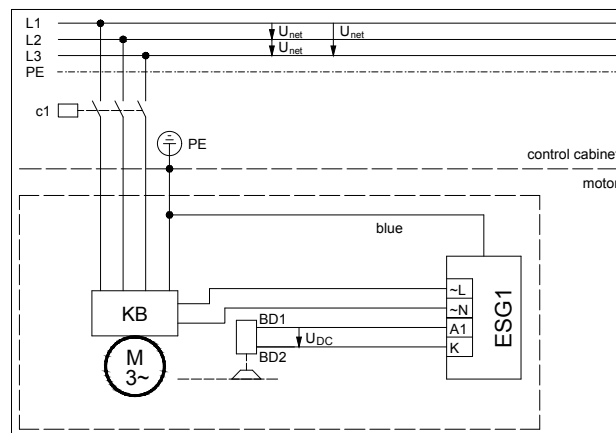 L1
U_net U_net
L2
U_net
L3
PE
c1
PE
control cabinet
motor
blue
~L
KB
~N
ESG1
BD1
A1
U_DC
K
BD2
M
3~